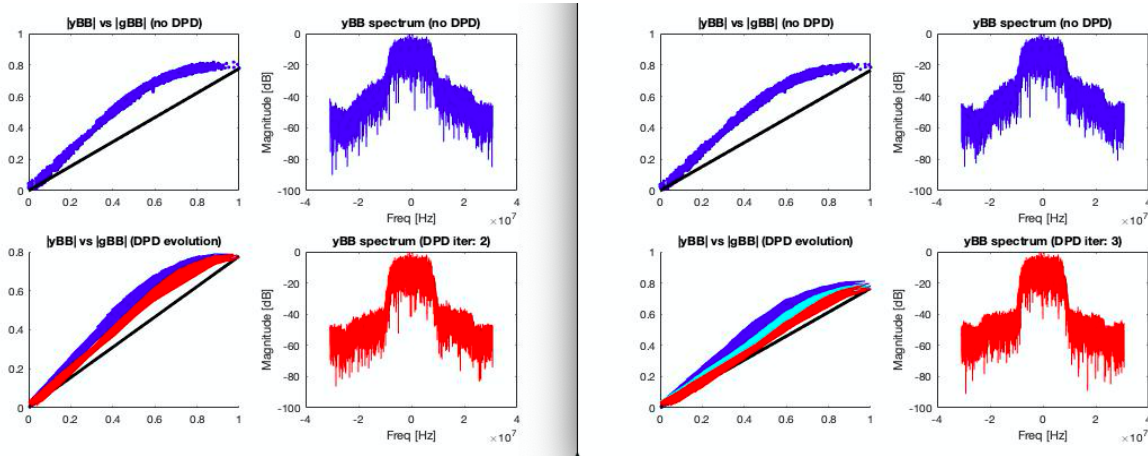 |yBB| vs |gBB| (no DPD)
1
0.8
0.6
0.4
0.2
0
0 0.2 0.4 0.6 0.8 1
yBB spectrum (no DPD)
Magnitude [dB]
0
-20
-40
-60
-80
-100
-4 -2 0 2 4
Freq [Hz]
×10⁷
|yBB| vs |gBB| (no DPD)
1
0.8
0.6
0.4
0.2
0
0 0.2 0.4 0.6 0.8 1
yBB spectrum (no DPD)
Magnitude [dB]
0
-20
-40
-60
-80
-100
-4 -2 0 2 4
Freq [Hz]
×10⁷
|yBB| vs |gBB| (DPD evolution)
0.8
0.6
0.4
0.2
0
0 0.2 0.4 0.6 0.8 1
yBB spectrum (DPD iter: 2)
Magnitude [dB]
0
-20
-40
-60
-80
-100
-4 -2 0 2 4
Freq [Hz]
×10⁷
|yBB| vs |gBB| (DPD evolution)
1
0.8
0.6
0.4
0.2
0
0 0.2 0.4 0.6 0.8 1
yBB spectrum (DPD iter: 3)
Magnitude [dB]
0
-20
-40
-60
-80
-100
-4 -2 0 2 4
Freq [Hz]
×10⁷